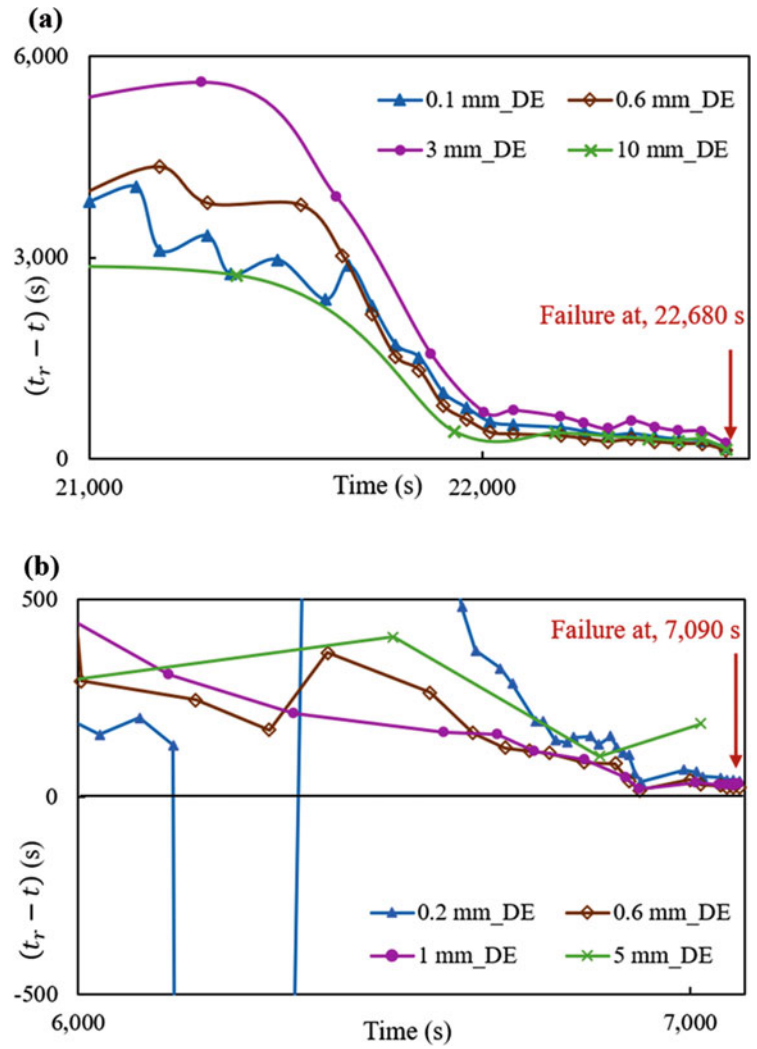 (a)
6,000
0.1 mm_DE
0.6 mm_DE
3 mm_DE
10 mm_DE
3,000
(t_r − t) (s)
Failure at, 22,680 s
0
21,000
Time (s)
22,000
(b)
500
Failure at, 7,090 s
0
(t_r − t) (s)
0.2 mm_DE
0.6 mm_DE
1 mm_DE
5 mm_DE
-500
6,000
Time (s)
7,000